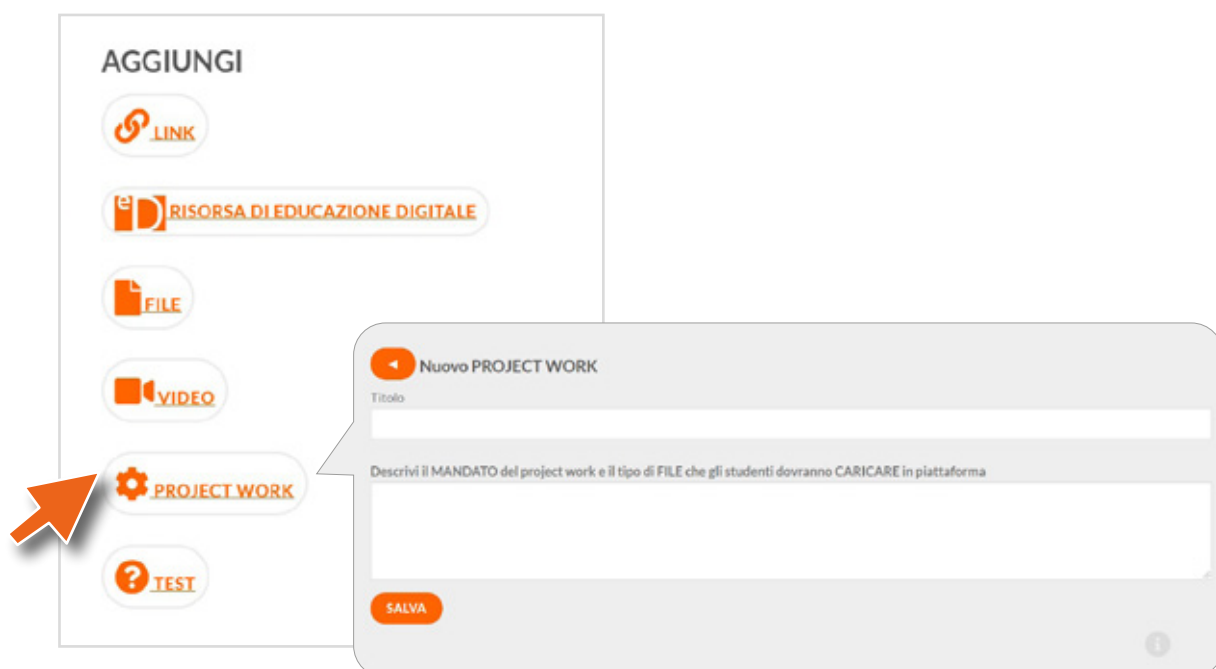 AGGIUNGI
LINK
eD RISORSA DI EDUCAZIONE DIGITALE
FILE
VIDEO
PROJECT WORK
TEST
Nuovo PROJECT WORK
Titolo
Descrivi il MANDATO del project work e il tipo di FILE che gli studenti dovranno CARICARE in piattaforma
SALVA